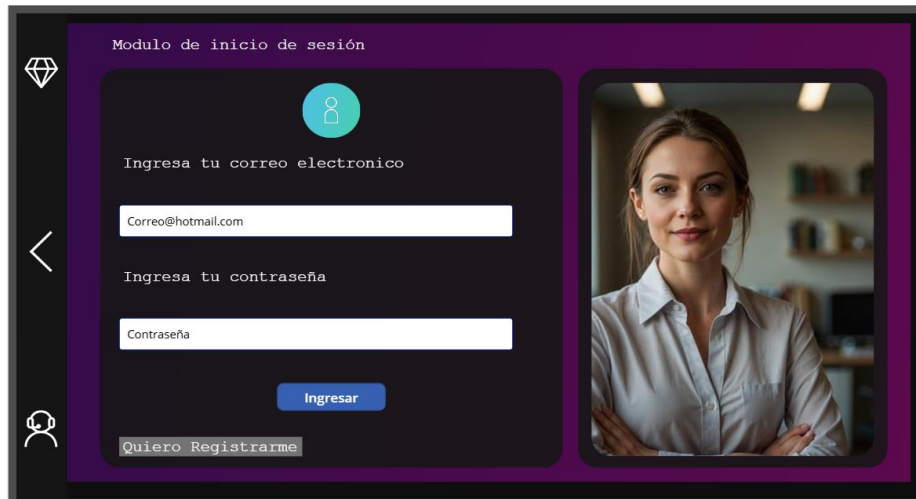 Modulo de inicio de sesión
Ingresa tu correo electronico
Correo@hotmail.com
Ingresa tu contraseña
Contraseña
Ingresar
Quiero Registrarme